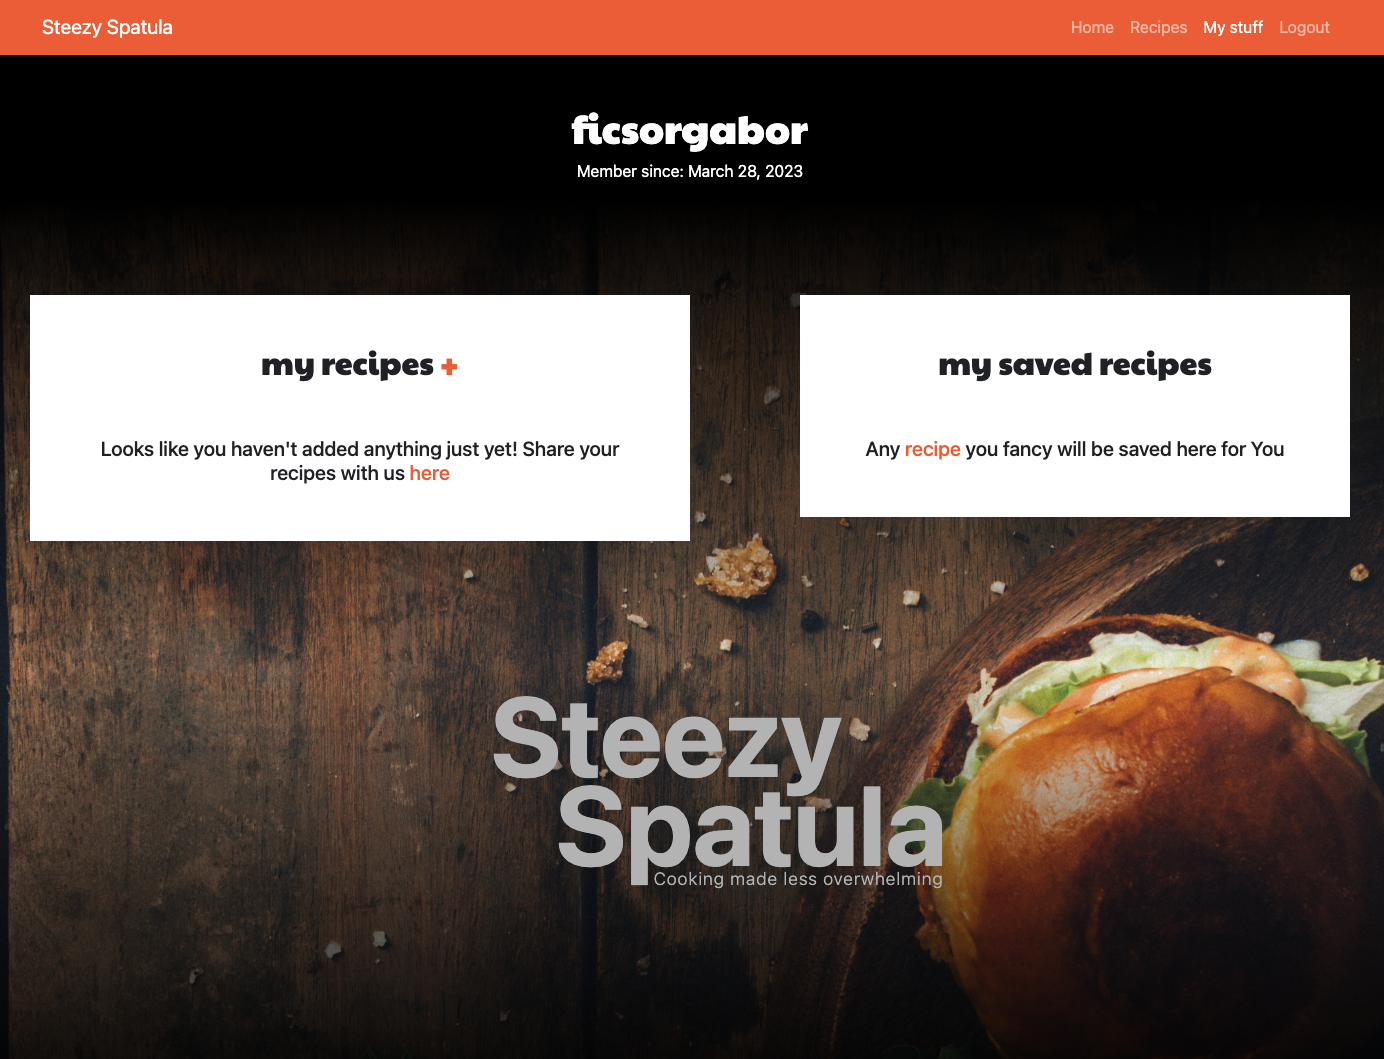 Steezy Spatula
Home Recipes My stuff Logout
ficsorgabor
Member since: March 28, 2023
my recipes +
Looks like you haven't added anything just yet! Share your
recipes with us here
my saved recipes
Any recipe you fancy will be saved here for You
Steezy
Spatula
Cooking made less overwhelming